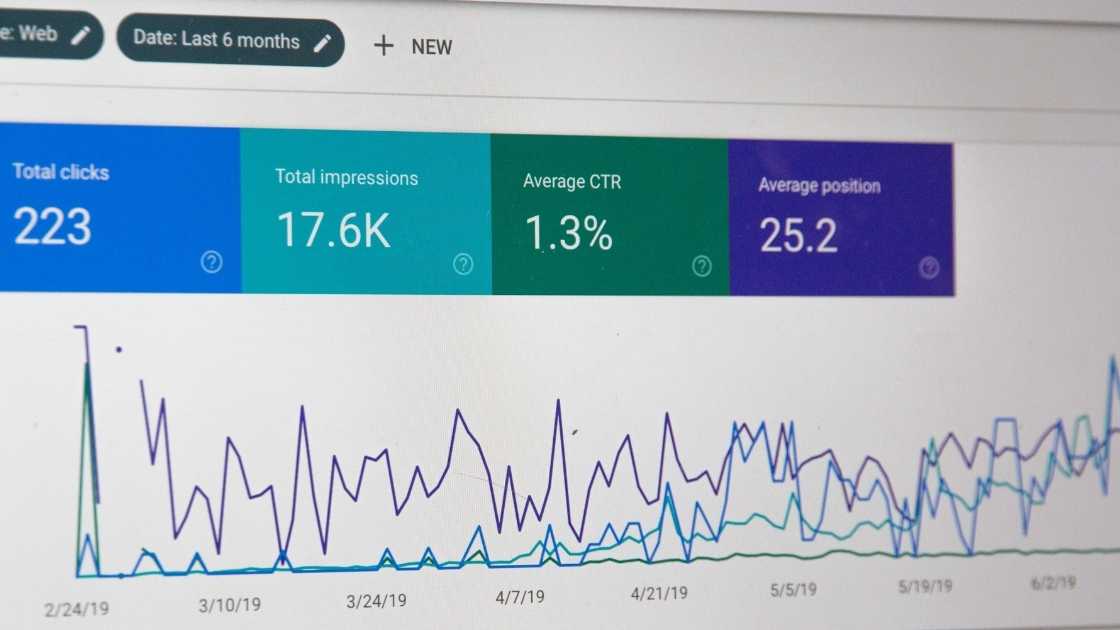 e: Web
Date: Last 6 months
+ NEW
Total clicks
223
Total impressions
17.6K
Average CTR
1.3%
Average position
25.2
2/24/19
3/10/19
3/24/19
4/7/19
4/21/19
5/5/19
5/19/19
6/2/19